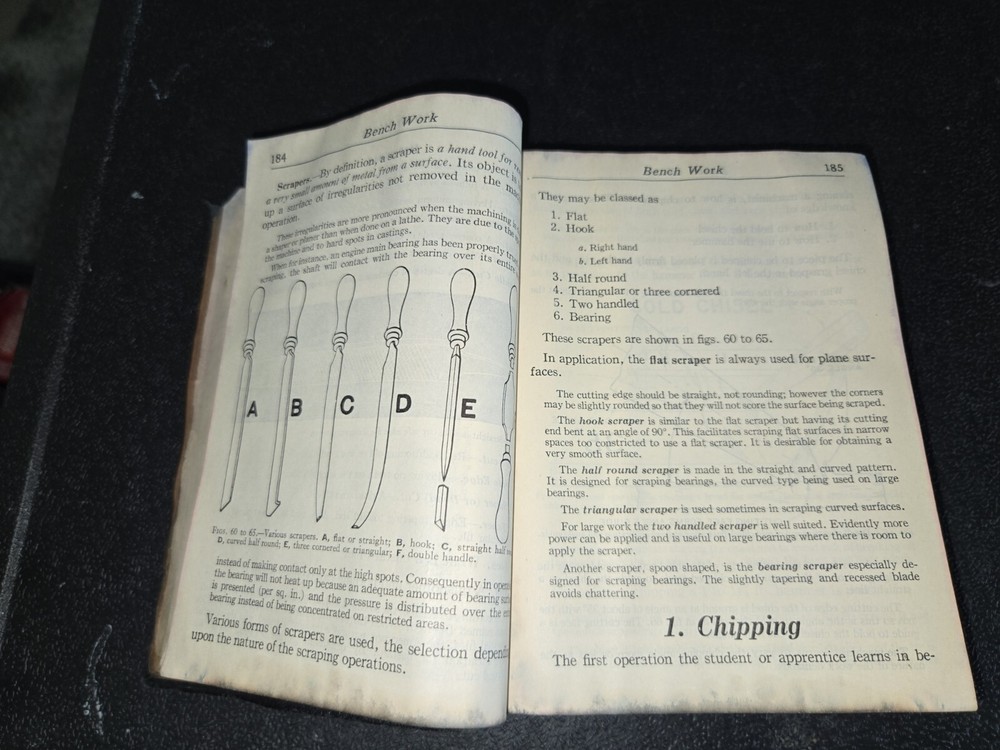 Bench Work
184
Scrapers.—By definition, a scraper is a hand tool for
a very small amount of metal from a surface. Its object is
up a surface of irregularities not removed in the
operation.
These irregularities are more pronounced when the machining is
a shaper or planer than when done on a lathe. They are due to the
the machine and to hard spots in castings.
When for instance, an engine main bearing has been properly
scraping, the shaft will contact with the bearing over its entire
A B C D E
Figs. 60 to 65.—Various scrapers. A, flat or straight; B, hook; C, straight half
D, curved half round; E, three cornered or triangular; F, double handle.
instead of making contact only at the high spots. Consequently in
the bearing will not heat up because an adequate amount of bearing
is presented (per sq. in.) and the pressure is distributed over the
bearing instead of being concentrated on restricted areas.
Various forms of scrapers are used, the selection
upon the nature of the scraping operations.
Bench Work 185
They may be classed as
1. Flat
2. Hook
a. Right hand
b. Left hand
3. Half round
4. Triangular or three cornered
5. Two handled
6. Bearing
These scrapers are shown in figs. 60 to 65.
In application, the flat scraper is always used for plane sur-
faces.
The cutting edge should be straight, not rounding; however the corners
may be slightly rounded so that they will not score the surface being scraped.
The hook scraper is similar to the flat scraper but having its cutting
end bent at an angle of 90°. This facilitates scraping flat surfaces in narrow
spaces too constricted to use a flat scraper. It is desirable for obtaining a
very smooth surface.
The half round scraper is made in the straight and curved pattern.
It is designed for scraping bearings, the curved type being used on large
bearings.
The triangular scraper is used sometimes in scraping curved surfaces.
For large work the two handled scraper is well suited. Evidently more
power can be applied and is useful on large bearings where there is room to
apply the scraper.
Another scraper, spoon shaped, is the bearing scraper especially de-
signed for scraping bearings. The slightly tapering and recessed blade
avoids chattering.
1. Chipping
The first operation the student or apprentice learns in be-